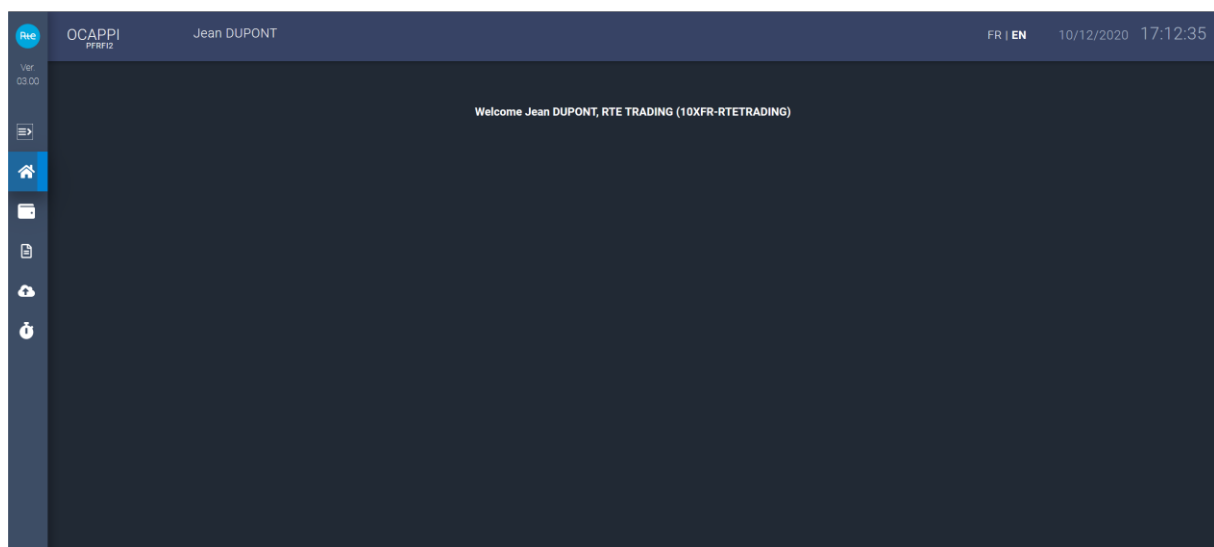 Rte
OCAPPI
PFRFI2
Jean DUPONT
FR | EN
10/12/2020 17:12:35
Ver.
03.00
Welcome Jean DUPONT, RTE TRADING (10XFR-RTETRADING)